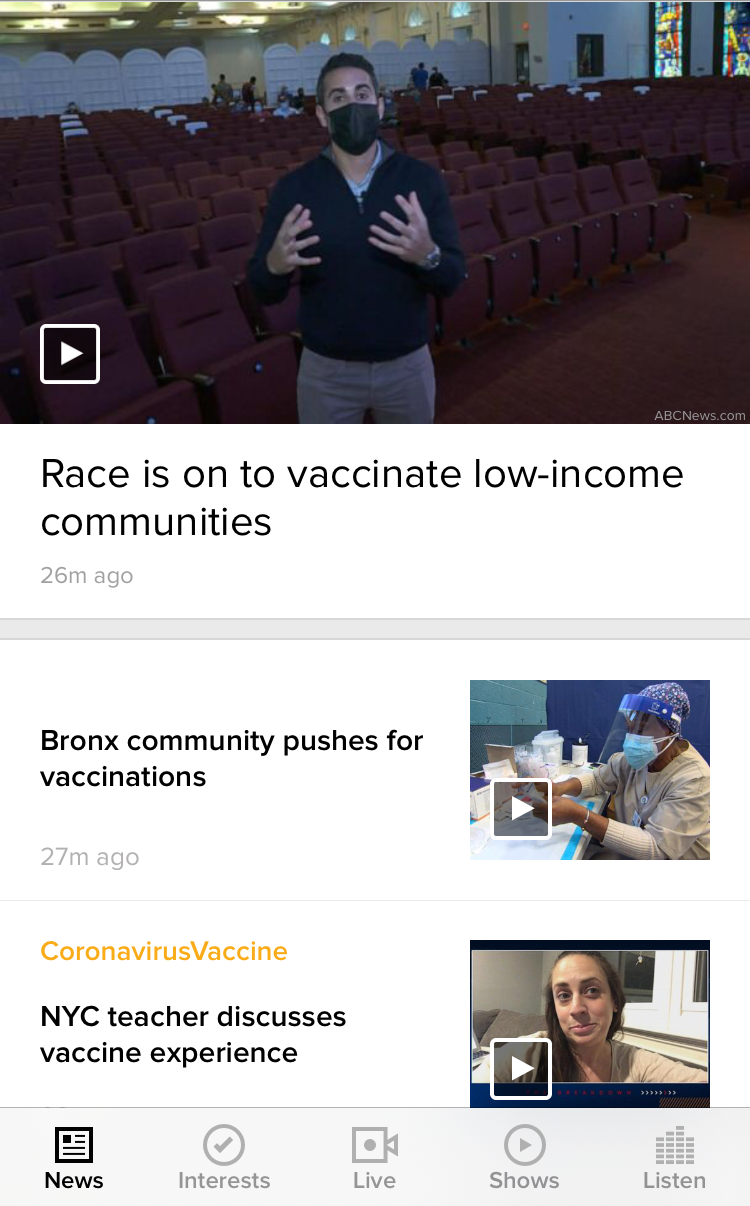 ABCNews.com
Race is on to vaccinate low-income
communities
26m ago
Bronx community pushes for
vaccinations
27m ago
CoronavirusVaccine
NYC teacher discusses
vaccine experience
News
Interests
Live
Shows
Listen